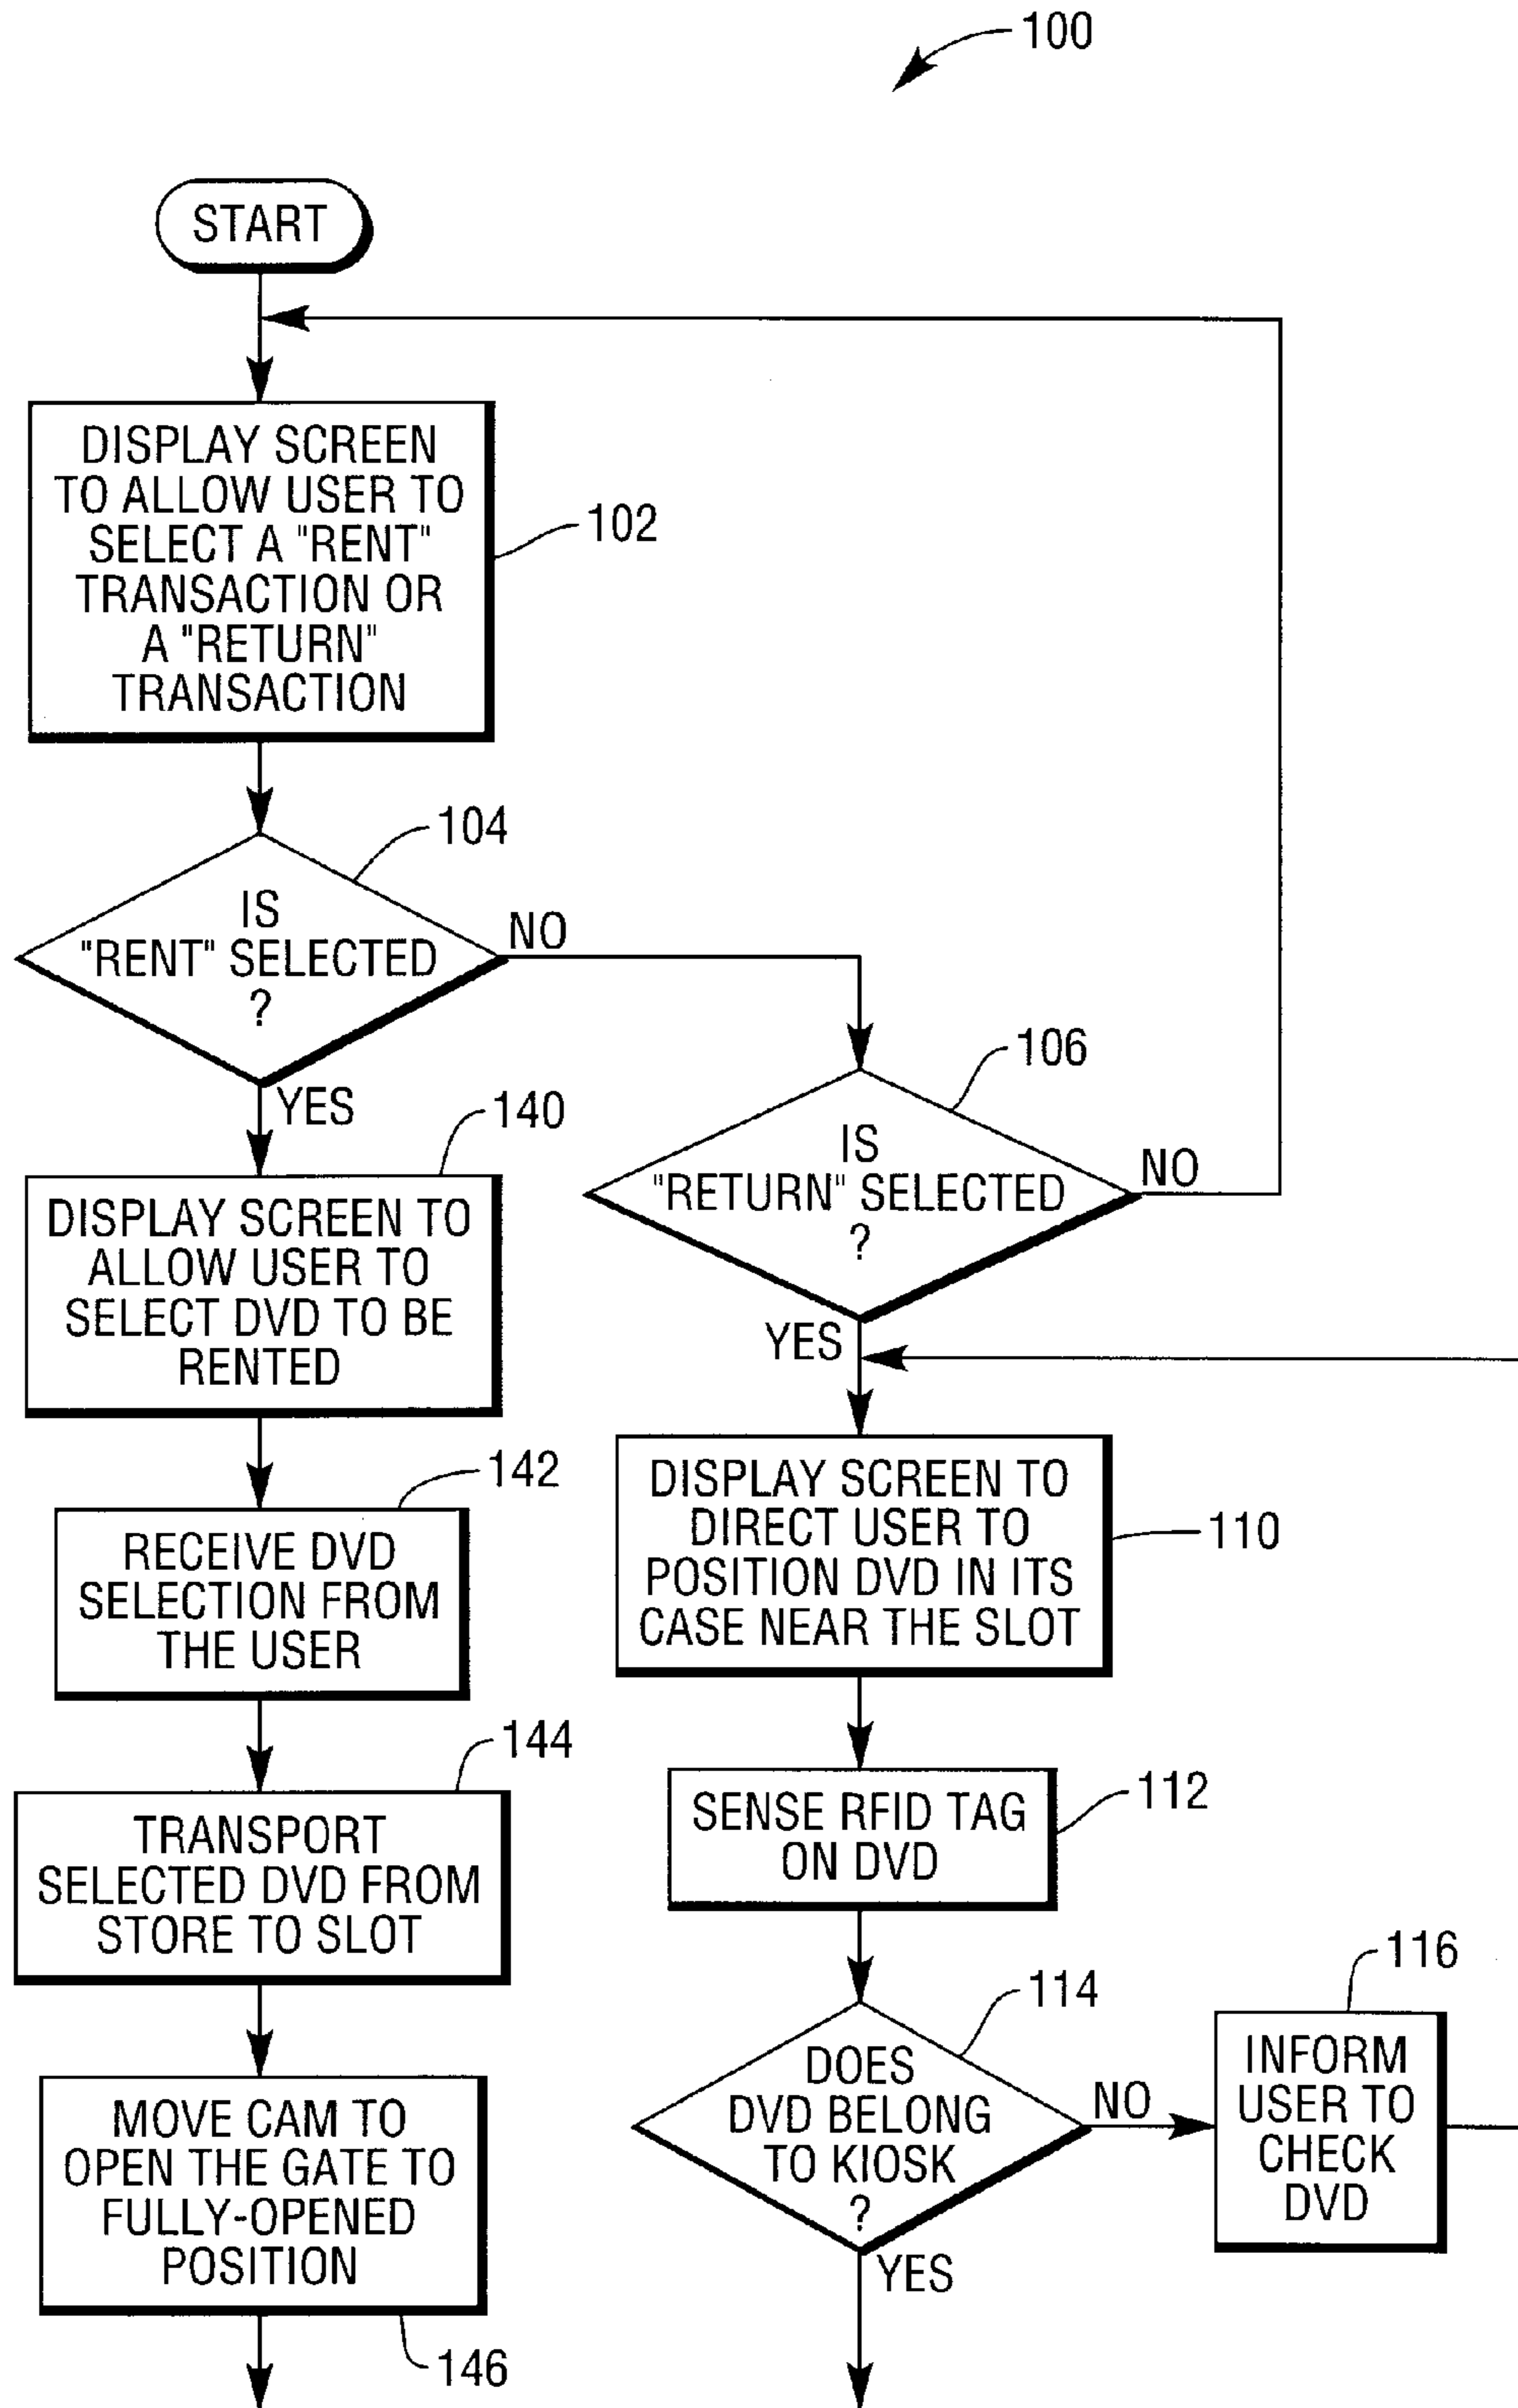 100
START
DISPLAY SCREEN
TO ALLOW USER TO
SELECT A "RENT"
TRANSACTION OR
A "RETURN"
TRANSACTION
102
104
IS
"RENT" SELECTED
?
NO
YES
106
IS
"RETURN" SELECTED
?
NO
YES
140
DISPLAY SCREEN TO
ALLOW USER TO
SELECT DVD TO BE
RENTED
142
RECEIVE DVD
SELECTION FROM
THE USER
144
TRANSPORT
SELECTED DVD FROM
STORE TO SLOT
MOVE CAM TO
OPEN THE GATE TO
FULLY-OPENED
POSITION
146
DISPLAY SCREEN TO
DIRECT USER TO
POSITION DVD IN ITS
CASE NEAR THE SLOT
110
SENSE RFID TAG
ON DVD
112
114
DOES
DVD BELONG
TO KIOSK
?
NO
YES
116
INFORM
USER TO
CHECK
DVD